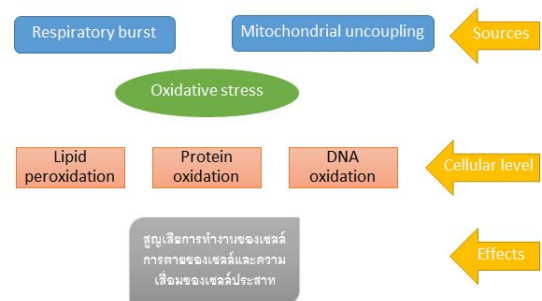 Respiratory burst
Mitochondrial uncoupling
Sources
Oxidative stress
Lipid
peroxidation
Protein
oxidation
DNA
oxidation
Cellular level
สูญเสียการทำงานของเซลล์
การตายของเซลล์และความ
เสื่อมของเซลล์ประสาท
Effects